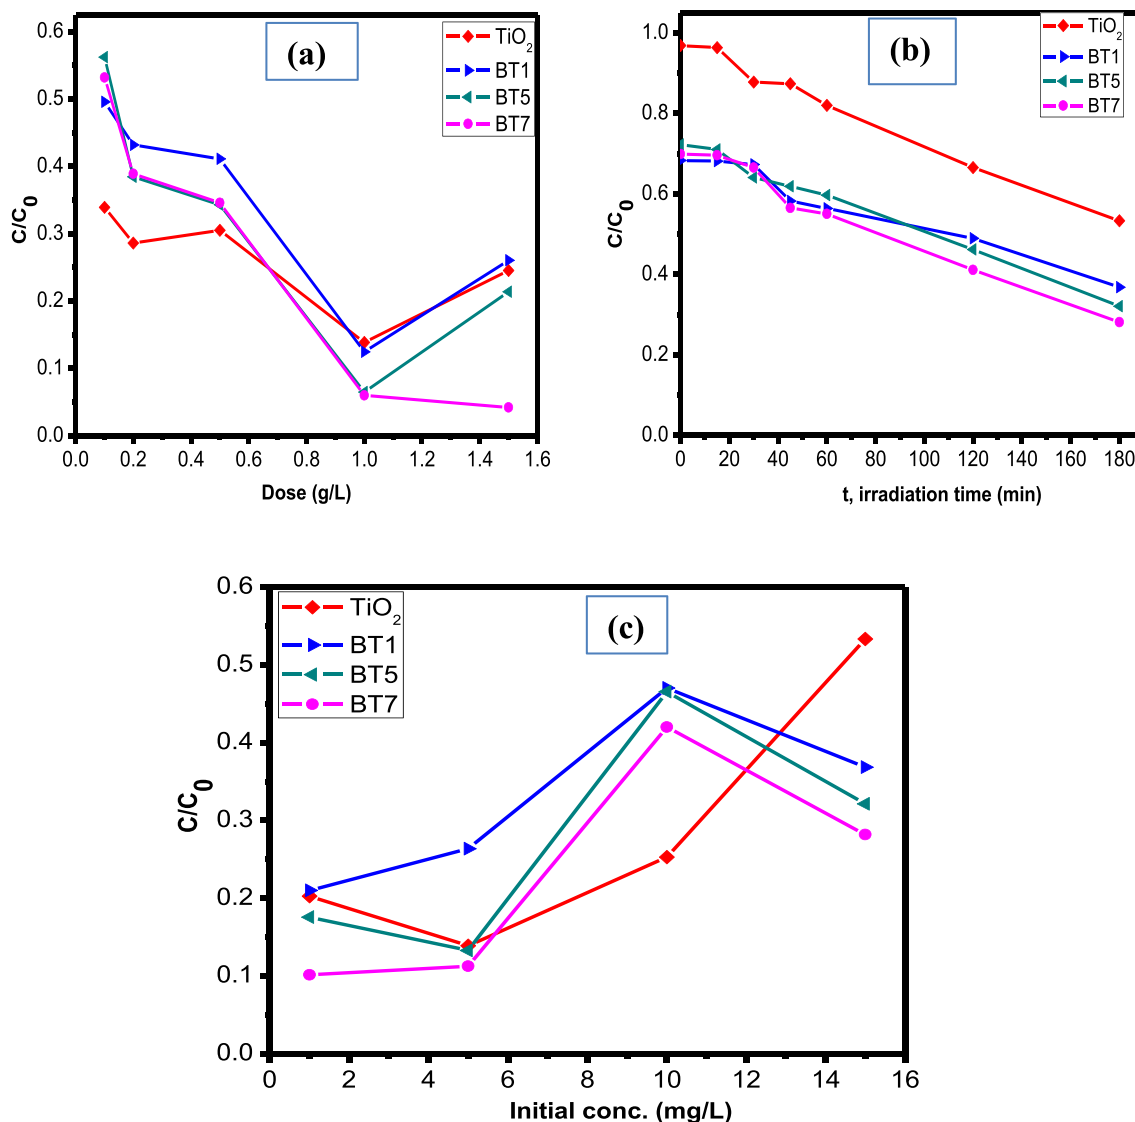 (a)
TiO₂
BT1
BT5
BT7
0.6
0.5
0.4
0.3
0.2
0.1
0.0
C/C₀
0.0 0.2 0.4 0.6 0.8 1.0 1.2 1.4 1.6
Dose (g/L)
(b)
TiO₂
BT1
BT5
BT7
1.0
0.8
0.6
0.4
0.2
0.0
C/C₀
0 20 40 60 80 100 120 140 160 180
t, irradiation time (min)
(c)
TiO₂
BT1
BT5
BT7
0.6
0.5
0.4
0.3
0.2
0.1
0.0
C/C₀
0 2 4 6 8 10 12 14 16
Initial conc. (mg/L)